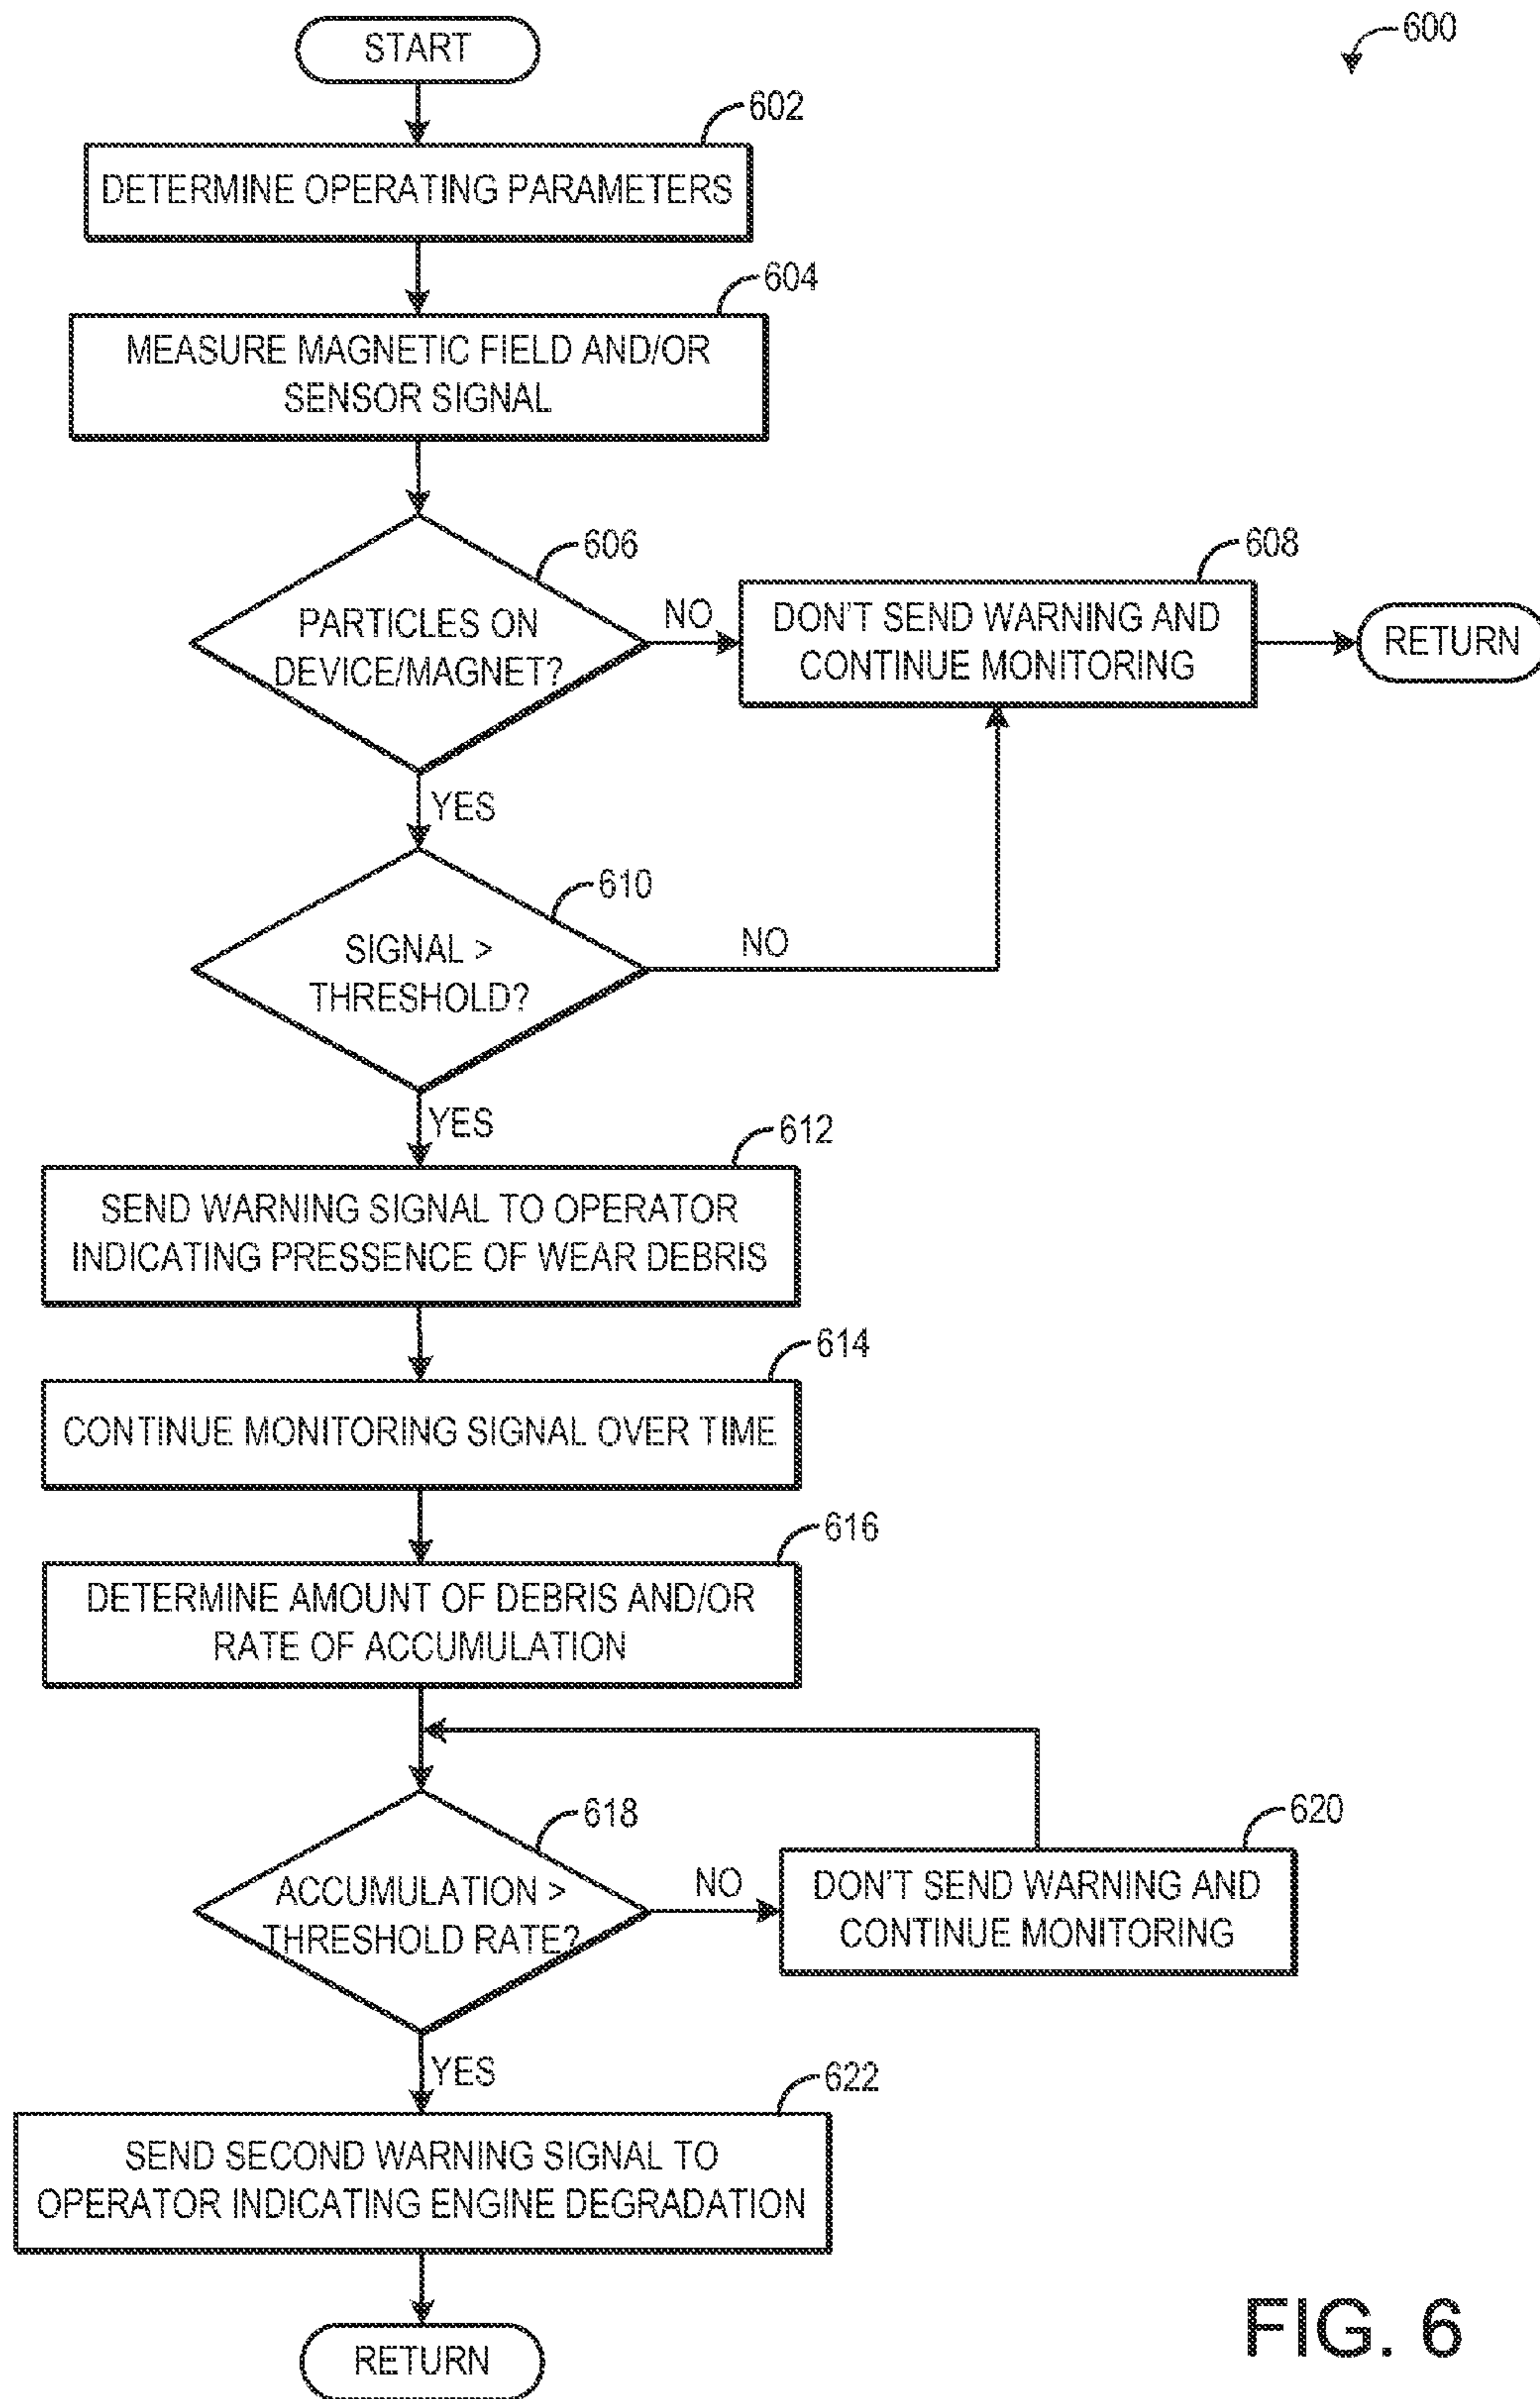 START
600
602
DETERMINE OPERATING PARAMETERS
604
MEASURE MAGNETIC FIELD AND/OR
SENSOR SIGNAL
606
PARTICLES ON
DEVICE/MAGNET?
NO
608
DON'T SEND WARNING AND
CONTINUE MONITORING
RETURN
YES
610
SIGNAL >
THRESHOLD?
NO
YES
612
SEND WARNING SIGNAL TO OPERATOR
INDICATING PRESSENCE OF WEAR DEBRIS
614
CONTINUE MONITORING SIGNAL OVER TIME
616
DETERMINE AMOUNT OF DEBRIS AND/OR
RATE OF ACCUMULATION
618
ACCUMULATION >
THRESHOLD RATE?
NO
620
DON'T SEND WARNING AND
CONTINUE MONITORING
YES
622
SEND SECOND WARNING SIGNAL TO
OPERATOR INDICATING ENGINE DEGRADATION
RETURN
FIG. 6